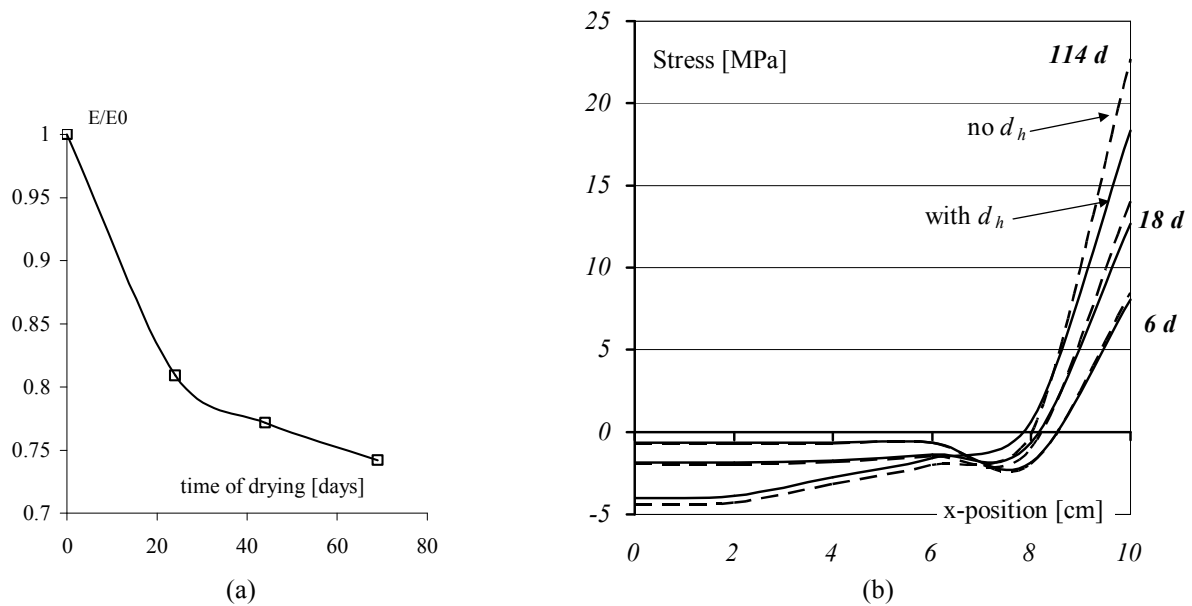 E/E0
1
0.95
0.9
0.85
0.8
0.75
0.7
time of drying [days]
0 20 40 60 80
(a)
25
20
15
10
5
0
-5
Stress [MPa]
114 d
no d h
with d h
18 d
6 d
x-position [cm]
0 2 4 6 8 10
(b)